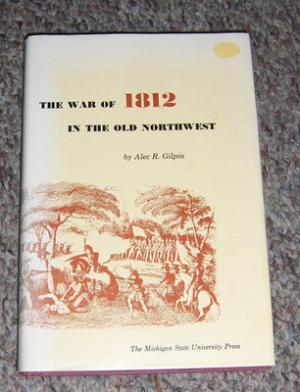 THE WAR OF 1812
IN THE OLD NORTHWEST
by Alec R. Gilpin
The Michigan State University Press